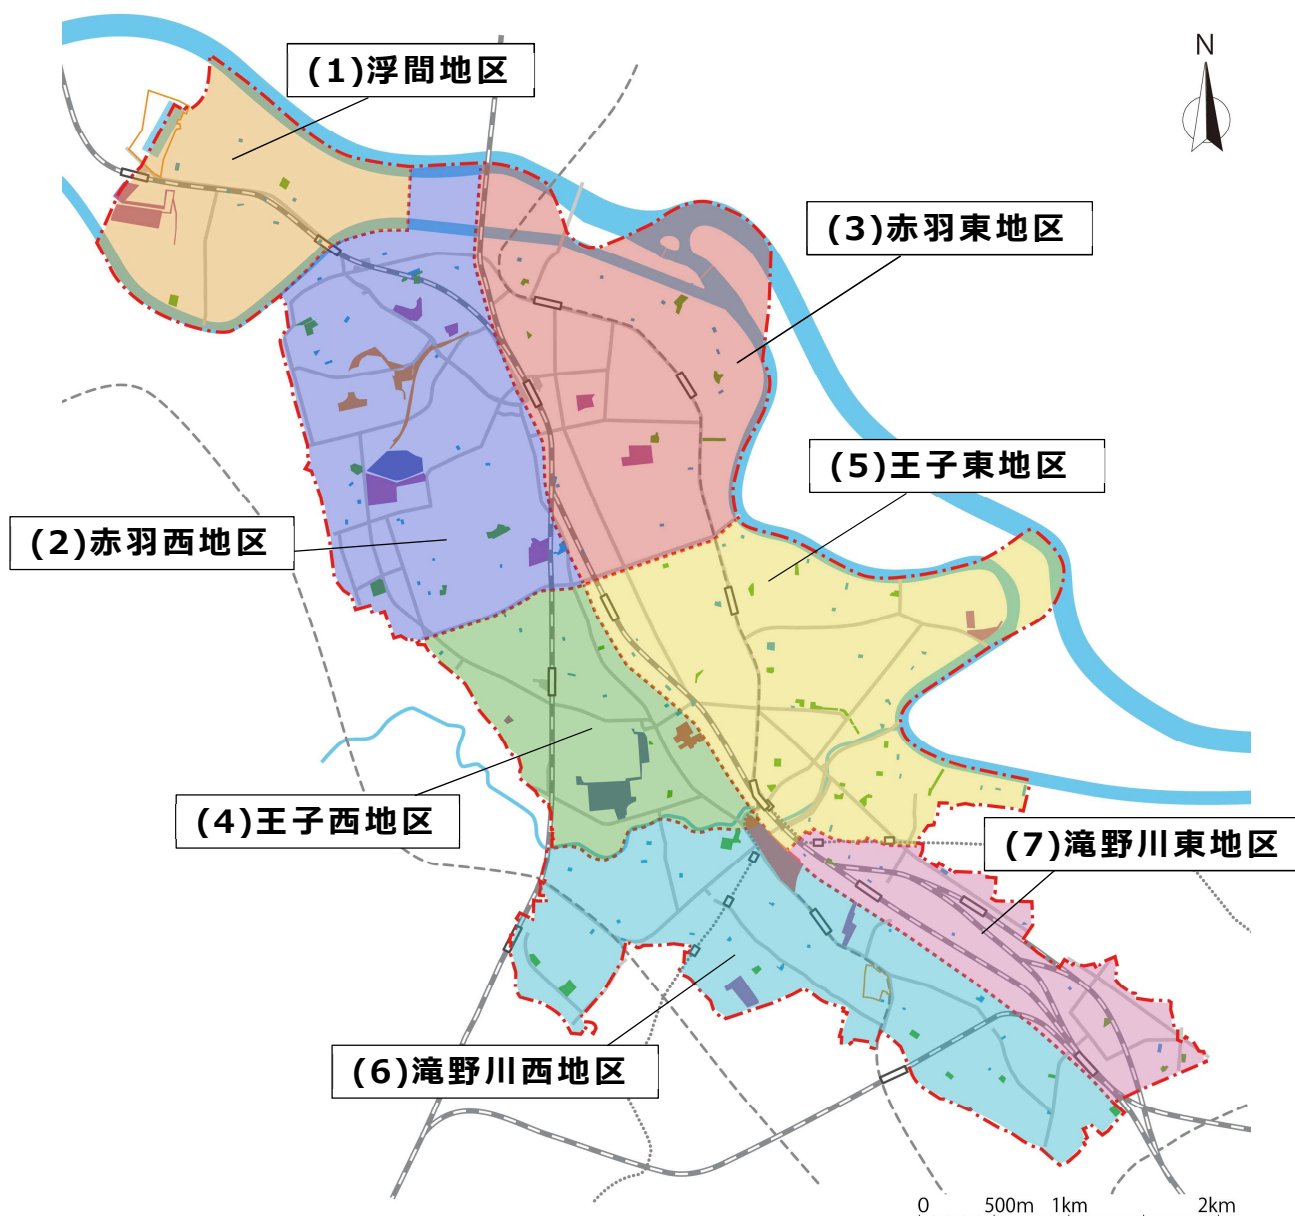 N
(1)浮間地区
(3)赤羽東地区
(5)王子東地区
(2)赤羽西地区
(4)王子西地区
(7)滝野川東地区
(6)滝野川西地区
0 500m 1km 2km